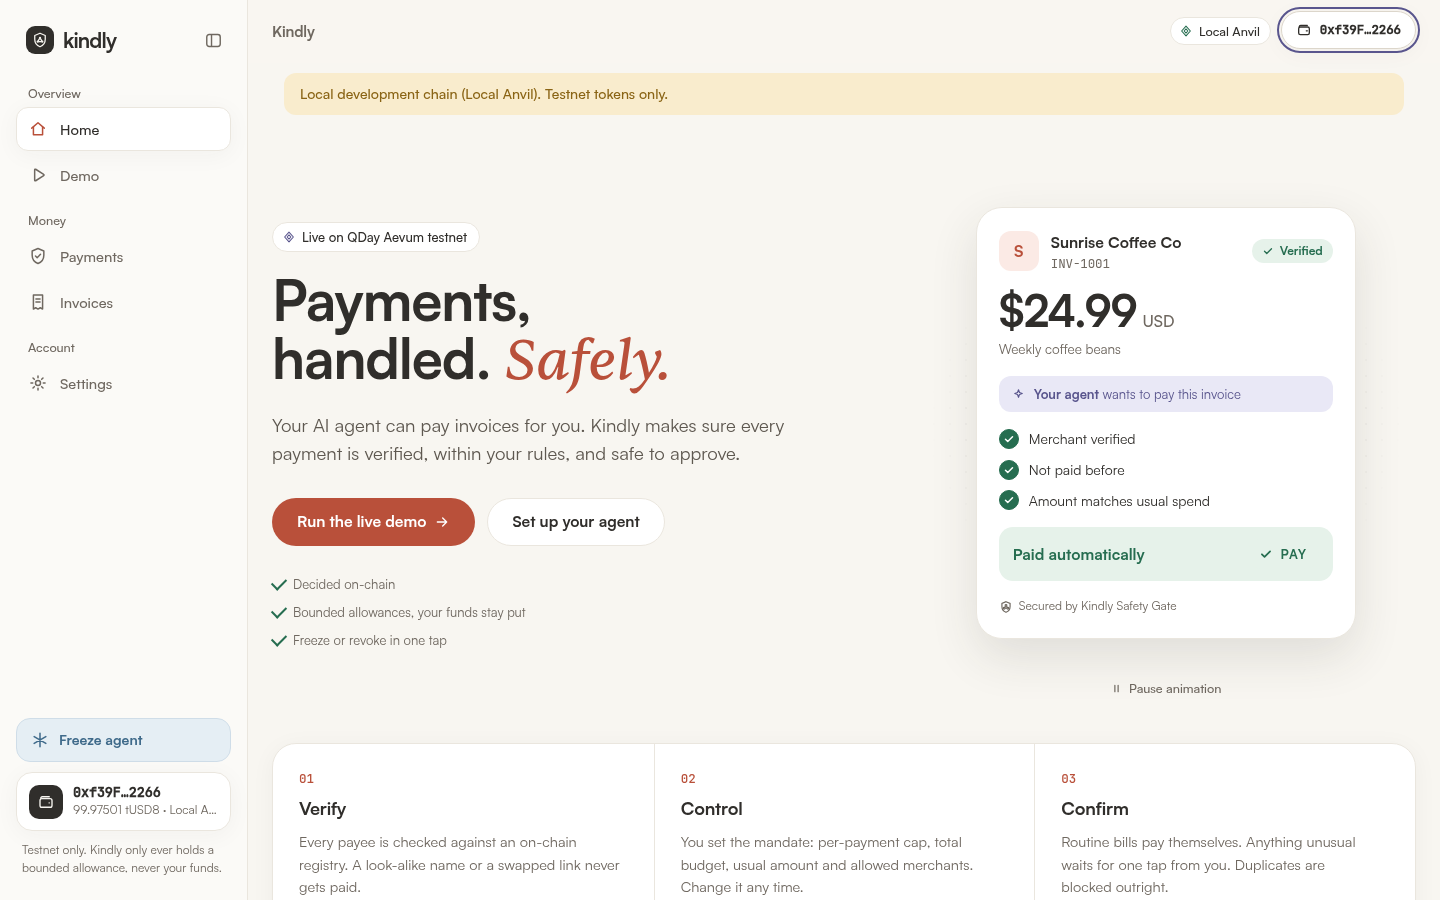 kindly
Overview
Home
Demo
Money
Payments
Invoices
Account
Settings
Freeze agent
0xf39F…2266
99.97501 tUSD8 · Local A…
Testnet only. Kindly only ever holds a
bounded allowance, never your funds.
Kindly
Local Anvil
0xf39F…2266
Local development chain (Local Anvil). Testnet tokens only.
Live on QDay Aevum testnet
Payments,
handled. Safely.
Your AI agent can pay invoices for you. Kindly makes sure every
payment is verified, within your rules, and safe to approve.
Run the live demo →
Set up your agent
Decided on-chain
Bounded allowances, your funds stay put
Freeze or revoke in one tap
S
Sunrise Coffee Co
INV-1001
Verified
$24.99 USD
Weekly coffee beans
Your agent wants to pay this invoice
Merchant verified
Not paid before
Amount matches usual spend
Paid automatically
PAY
Secured by Kindly Safety Gate
Pause animation
01
Verify
Every payee is checked against an on-chain
registry. A look-alike name or a swapped link never
gets paid.
02
Control
You set the mandate: per-payment cap, total
budget, usual amount and allowed merchants.
Change it any time.
03
Confirm
Routine bills pay themselves. Anything unusual
waits for one tap from you. Duplicates are
blocked outright.